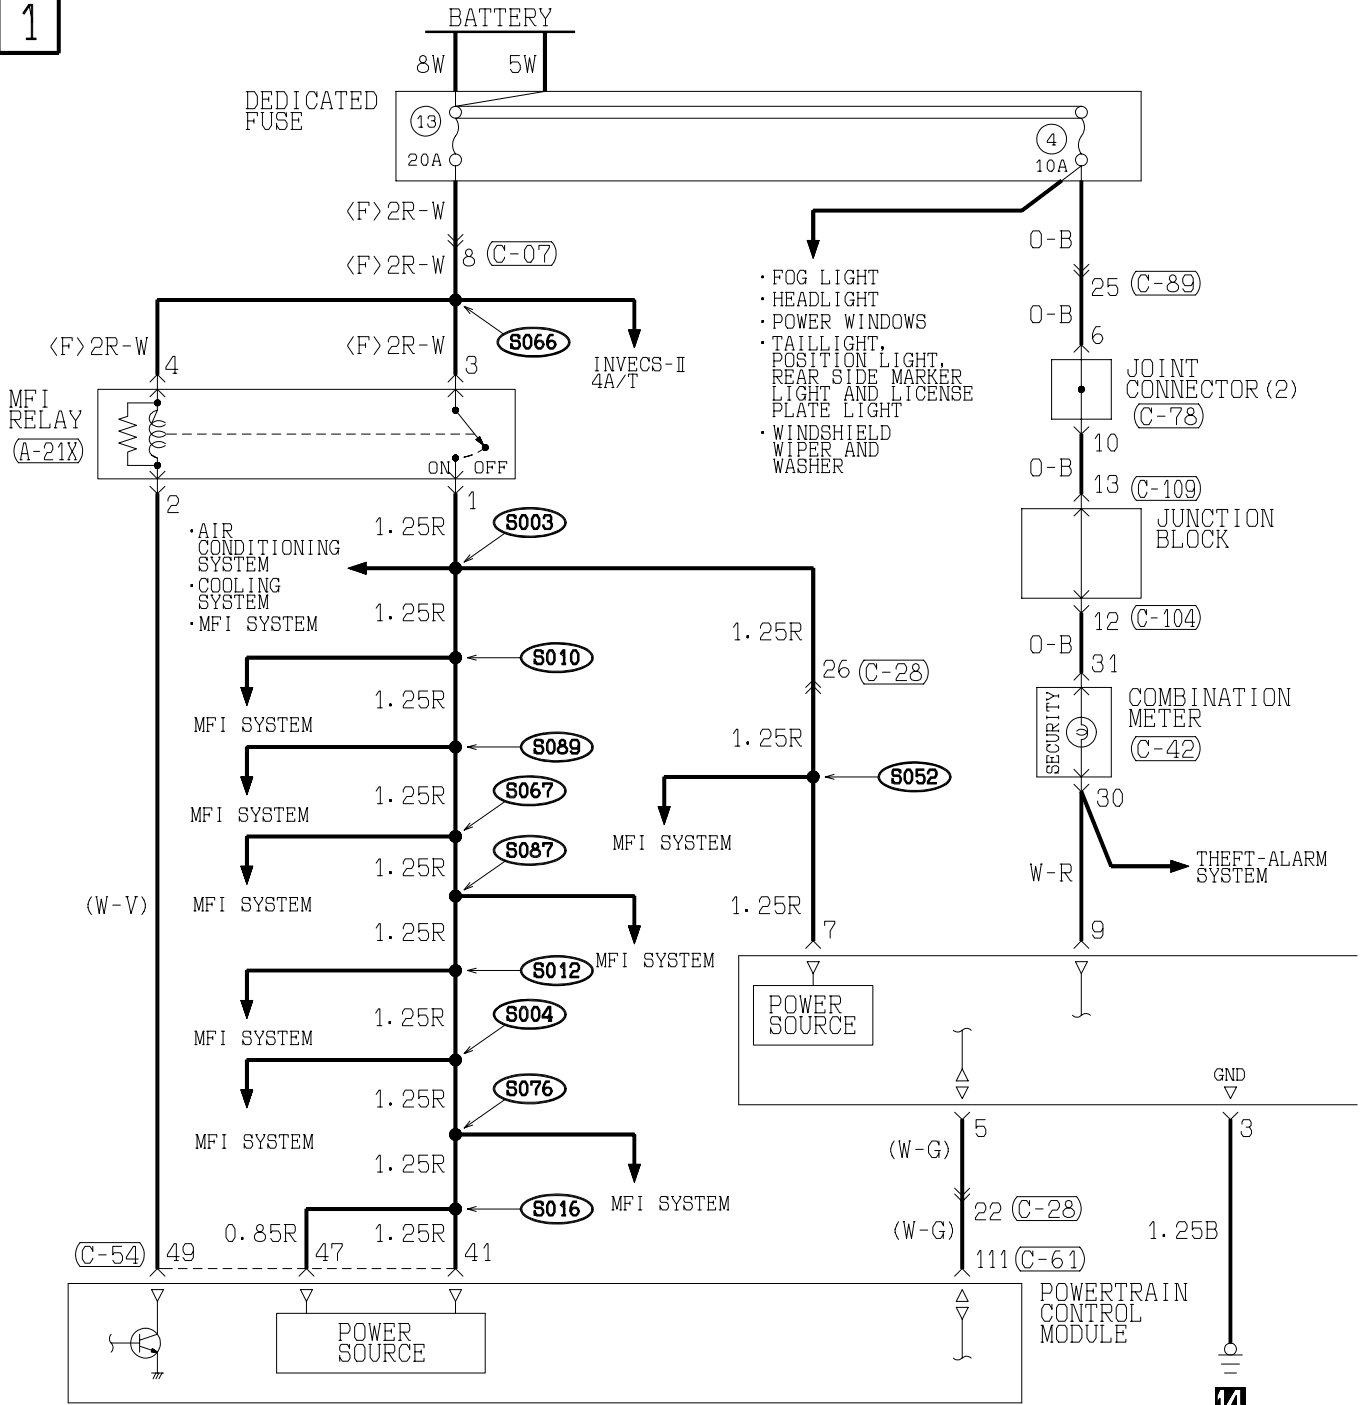 1
BATTERY
8W
5W
DEDICATED
FUSE
13
20A
4
10A
<F>2R-W
8 (C-07)
<F>2R-W
S066
<F>2R-W
<F>2R-W
4
3
INVECS-II
4A/T
·FOG LIGHT
·HEADLIGHT
·POWER WINDOWS
·TAILLIGHT,
POSITION LIGHT,
REAR SIDE MARKER
LIGHT AND LICENSE
PLATE LIGHT
·WINDSHIELD
WIPER AND
WASHER
O-B
25 (C-89)
O-B
6
JOINT
CONNECTOR(2)
(C-78)
10
O-B
13 (C-109)
JUNCTION
BLOCK
12 (C-104)
O-B
31
SECURITY
COMBINATION
METER
(C-42)
30
W-R
THEFT-ALARM
SYSTEM
9
MFI
RELAY
(A-21X)
ON OFF
2
1
1.25R
S003
·AIR
CONDITIONING
SYSTEM
·COOLING
SYSTEM
·MFI SYSTEM
1.25R
S010
MFI SYSTEM
1.25R
S089
MFI SYSTEM
1.25R
S067
MFI SYSTEM
1.25R
S087
MFI SYSTEM
1.25R
S012
MFI SYSTEM
1.25R
S004
MFI SYSTEM
1.25R
S076
MFI SYSTEM
1.25R
S016
0.85R
1.25R
(W-V)
(C-54) 49
47
41
1.25R
26 (C-28)
1.25R
S052
MFI SYSTEM
1.25R
7
POWER
SOURCE
GND
5
3
(W-G)
22 (C-28)
(W-G)
111 (C-61)
1.25B
14
POWERTRAIN
CONTROL
MODULE
POWER
SOURCE